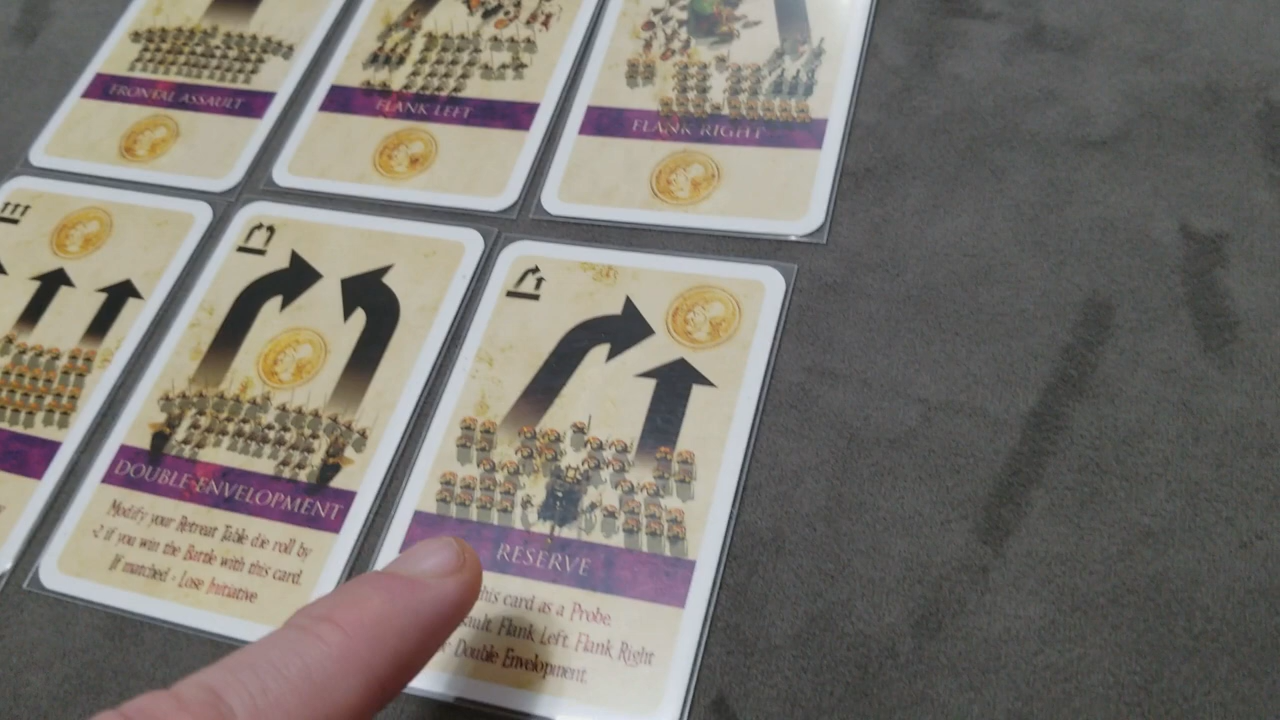 FRONTAL ASSAULT
FLANK LEFT
FLANK RIGHT
DOUBLE ENVELOPMENT
Modify your Retreat Table die roll by
-2 if you win the Battle with this card.
If matched - Lose Initiative
RESERVE
this card as a Probe.
Flank Left. Flank Right
Double Envelopment.